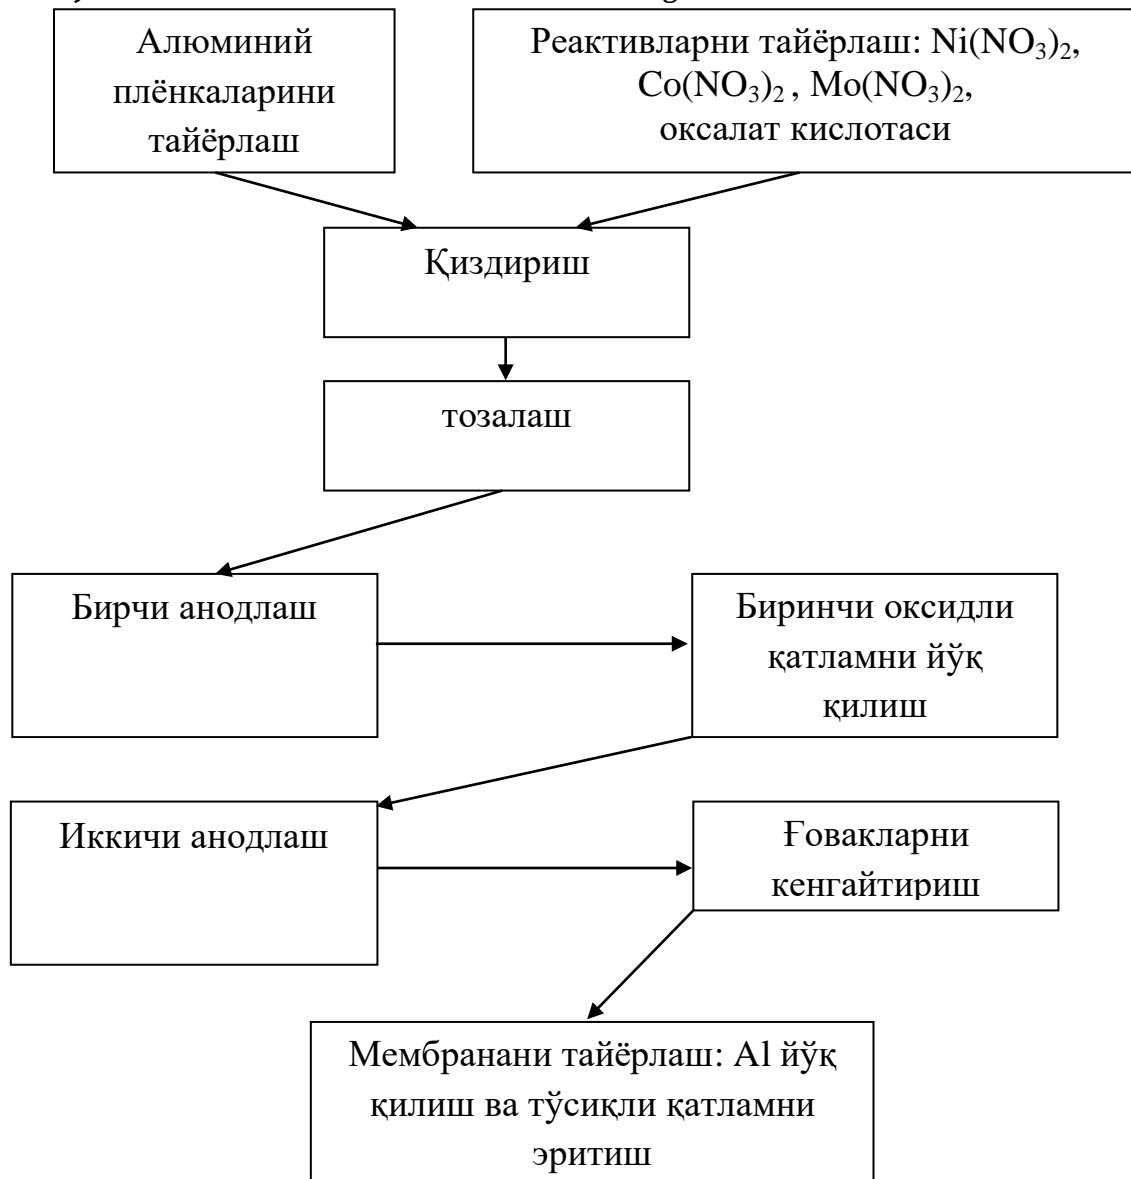 Алюминий
плёнкаларини
тайёрлаш
Реактивларни тайёрлаш: Ni(NO₃)₂,
Co(NO₃)₂ , Mo(NO₃)₂,
оксалат кислотаси
Қиздириш
тозалаш
Бирчи анодлаш
Биринчи оксидли
қатламни йўқ
қилиш
Иккичи анодлаш
Ғовакларни
кенгайтириш
Мембранани тайёрлаш: Al йўқ
қилиш ва тўсиқли қатламни
эритиш